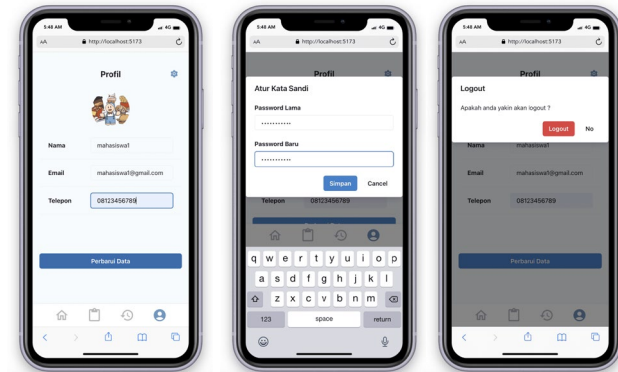 5:46 AM 4G
AA http://localhost:5173
Profil
Nama mahasiswa1
Email mahasiswa1@gmail.com
Telepon 08123456789
Perbarui Data
5:46 AM 4G
AA http://localhost:5173
Profil
Atur Kata Sandi
Password Lama
Password Baru
Simpan Cancel
Telepon 08123456789
q w e r t y u i o p
a s d f g h j k l
z x c v b n m
123 space return
5:46 AM 4G
AA http://localhost:5173
Profil
Logout
Apakah anda yakin akan logout ?
Logout No
Nama mahasiswa1
Email mahasiswa1@gmail.com
Telepon 08123456789
Perbarui Data